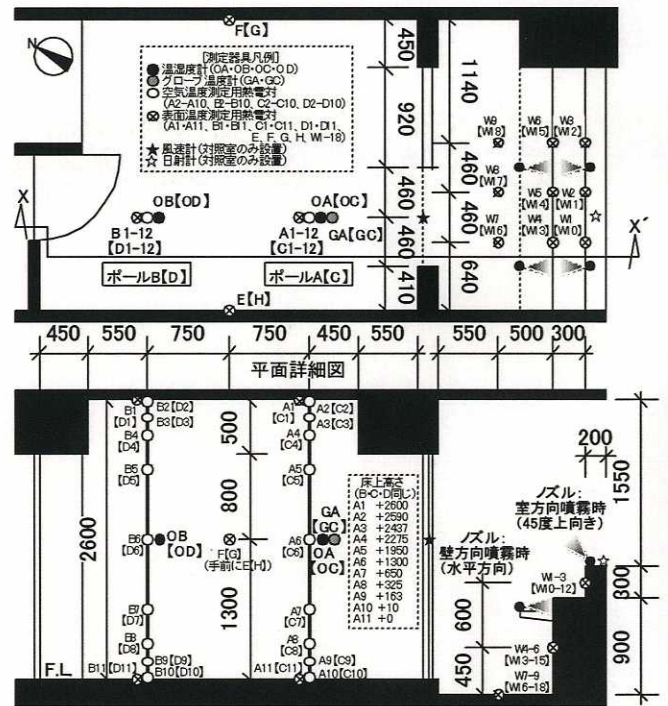 F[G]
N
[測定器具凡例]
温湿度計(OA・OB・OC・OD)
グローブ温度計(GA・GC)
空気温度測定用熱電対
(A2-A10、B2-B10、C2-C10、D2-D10)
表面温度測定用熱電対
(A1・A11、B1・B11、C1・C11、D1・D11、
E、F、G、H、W1-18)
風速計(対照室のみ設置)
日射計(対照室のみ設置)
450
920
460
460
410
1140
460
460
640
W9
[W18]
W6
[W15]
W3
[W12]
W8
[W17]
W5
[W14]
W2
[W11]
W7
[W16]
W4
[W13]
W1
[W10]
X
X´
OB【OD】
OA【OC】
B1-12
【D1-12】
A1-12
【C1-12】
GA【GC】
ポールB【D】
ポールA【C】
E【H】
450 550 750 750 450 550 550 500 300
平面詳細図
B1
[D1]
B2【D2】
B3【D3】
B4
[D4]
B5
[D5]
B6
[D6]
B7
[D7]
B8
[D8]
B9【D9】
B10【D10】
B11【D11】
A1
[C1]
A2【C2】
A3【C3】
A4
[C4]
A5
[C5]
A6
[C6]
A7
[C7]
A8
[C8]
A9【C9】
A10【C10】
A11【C11】
OB
【OD】
F[G]
(手前にE[H])
GA
【GC】
OA
【OC】
2600
500
800
1300
F.L
床上高さ
(B・C・D同じ)
A1 +2600
A2 +2590
A3 +2437
A4 +2275
A5 +1950
A6 +1300
A7 +650
A8 +325
A9 +163
A10 +10
A11 +0
ノズル:
室方向噴霧時
(45度上向き)
ノズル:
壁方向噴霧時
(水平方向)
200
1550
300
900
600
450
W1-3
[W10-12]
W4-6
[W13-15]
W7-9
[W16-18]